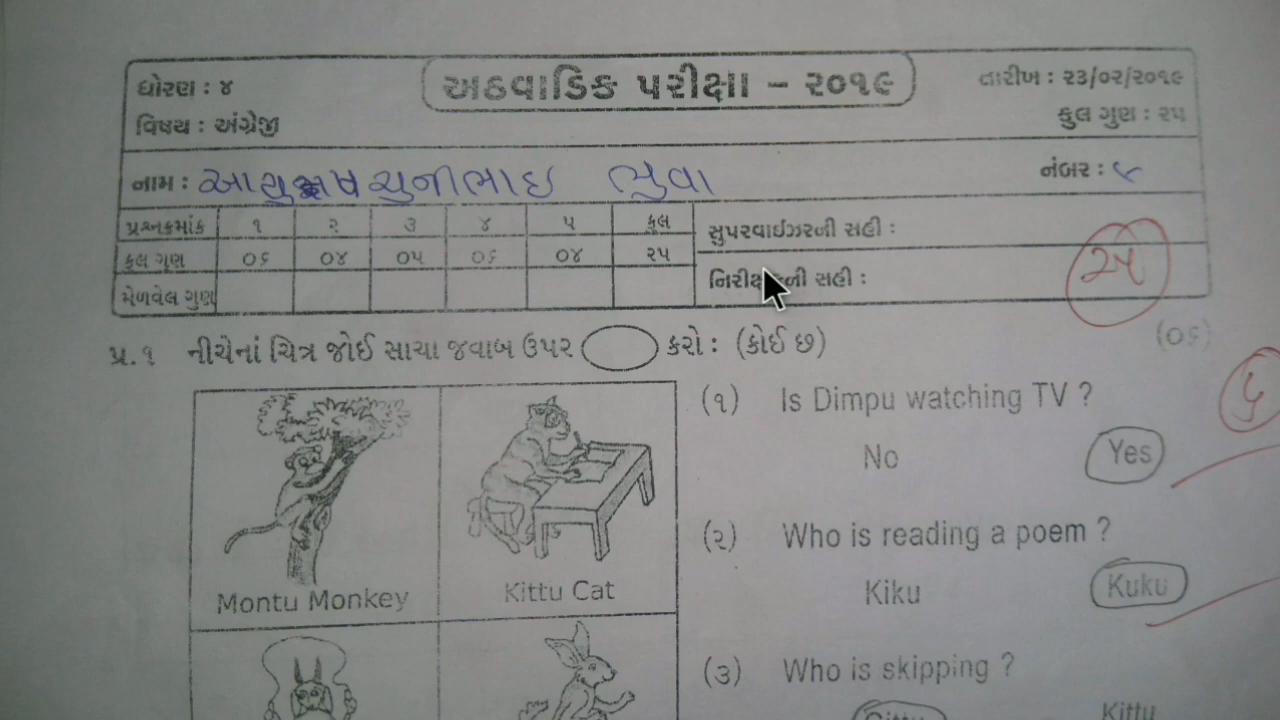 ધોરણ : ૪
અઠવાડિક પરીક્ષા – ૨૦૧૯
તારીખ : ૨૩/૦૨/૨૦૧૯
વિષય : અંગ્રેજી
કુલ ગુણ : ૨૫
નામ : ચુનીભાઇ ભુવા
નંબર : ૯
પ્રશ્નક્રમાંક ૧ ૨ ૩ ૪ ૫ કુલ
સુપરવાઈઝરની સહી :
કુલ ગુણ ૦૬ ૦૪ ૦૫ ૦૬ ૦૪ ૨૫
સહી :
૨૫
મેળવેલ ગુણ
પ્ર.૧ નીચેનાં ચિત્ર જોઈ સાચા જવાબ ઉપર કરો : (કોઈ છ) (૦૬)
(૧) Is Dimpu watching TV ?
No Yes
(૨) Who is reading a poem ?
Kiku Kuku
Montu Monkey Kittu Cat
(૩) Who is skipping ?
Kittu